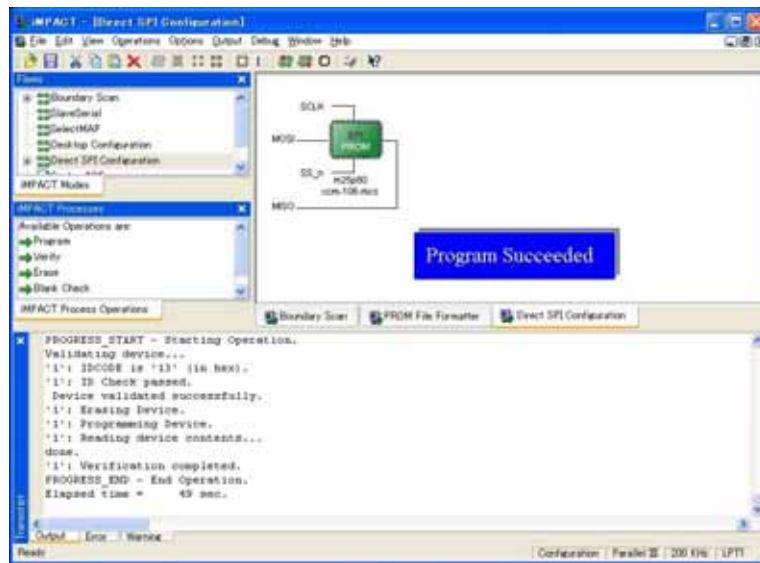 iMPACT - [Direct SPI Configuration]
File Edit View Operations Options Output Debug Window Help
Flows
Boundary Scan
SlaveSerial
SelectMAP
Desktop Configuration
Direct SPI Configuration
iMPACT Modes
iMPACT Processes
Available Operations are:
Program
Verify
Erase
Blank Check
iMPACT Process Operations
SCLK
MOSI
SPI
PROM
SS_n
m25p80
xcm-106.mcs
MISO
Program Succeeded
Boundary Scan
PROM File Formatter
Direct SPI Configuration
PROGRESS_START - Starting Operation.
Validating device...
'1': IDCODE is '13' (in hex).
'1': ID Check passed.
Device validated successfully.
'1': Erasing Device.
'1': Programming Device.
'1': Reading device contents...
done.
'1': Verification completed.
PROGRESS_END - End Operation.
Elapsed time = 49 sec.
Transcript
Output Error Warning
Ready
Configuration Parallel III 200 KHz LPT1